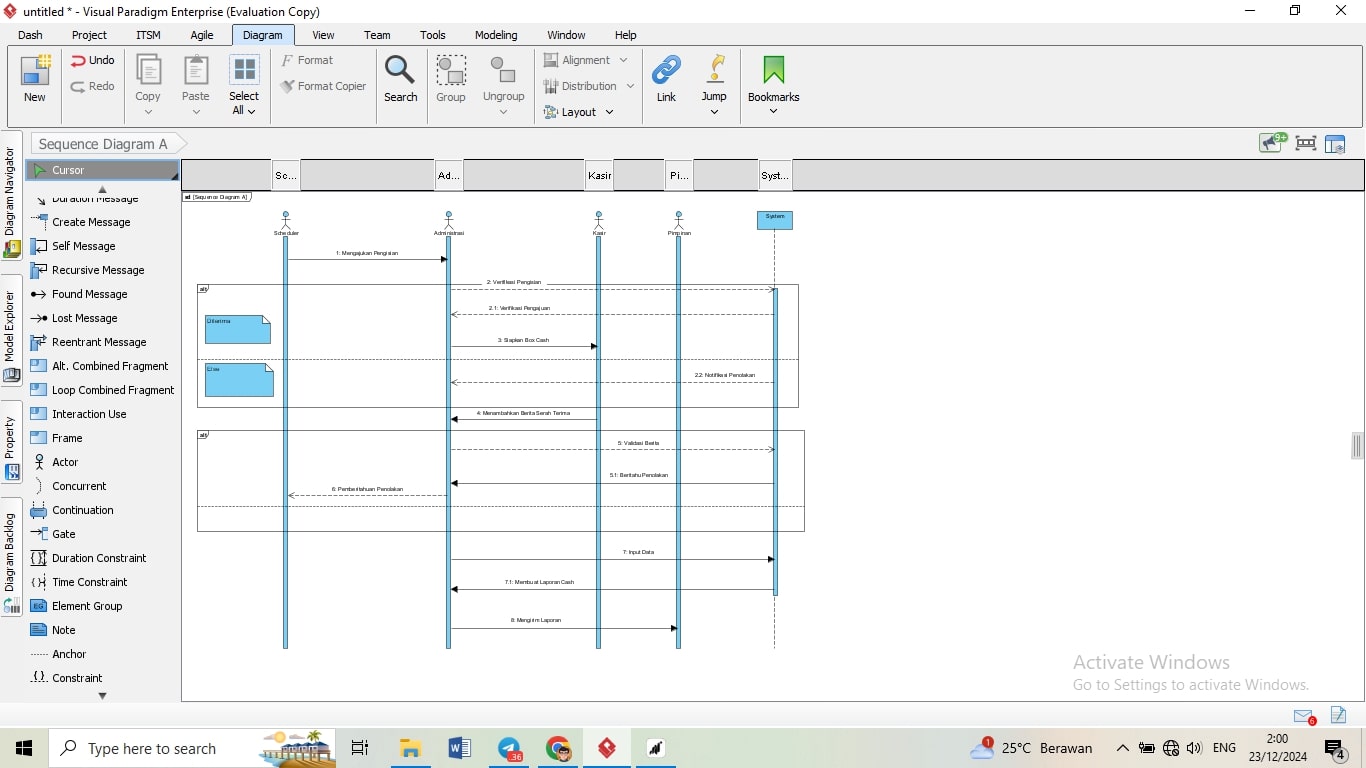 untitled * - Visual Paradigm Enterprise (Evaluation Copy)
Dash Project ITSM Agile Diagram View Team Tools Modeling Window Help
New
Undo
Redo
Copy
Paste
Select
All
Format
Format Copier
Search
Group
Ungroup
Alignment
Distribution
Layout
Link
Jump
Bookmarks
Sequence Diagram A
9+
Diagram Navigator
Model Explorer
Property
Diagram Backlog
Cursor
Duration Message
Create Message
Self Message
Recursive Message
Found Message
Lost Message
Reentrant Message
Alt. Combined Fragment
Loop Combined Fragment
Interaction Use
Frame
Actor
Concurrent
Continuation
Gate
Duration Constraint
Time Constraint
EG Element Group
Note
Anchor
Constraint
Sc... Ad... Kasir Pi... Syst...
sd [Sequence Diagram A]
Scheduler
Administrasi
Kasir
Pimpinan
System
1: Mengajukan Pengisian
alt
2: Verifikasi Pengisian
2.1: Verifikasi Pengajuan
Diterima
3: Siapkan Box Cash
Else
2.2: Notifikasi Penolakan
4: Menambahkan Berita Serah Terima
alt
5: Validasi Berita
5.1: Beritahu Penolakan
6: Pemberitahuan Penolakan
7: Input Data
7.1: Membuat Laporan Cash
8: Mengirim Laporan
Activate Windows
Go to Settings to activate Windows.
6
Type here to search
36
1
25°C Berawan
ENG
2:00
23/12/2024
4